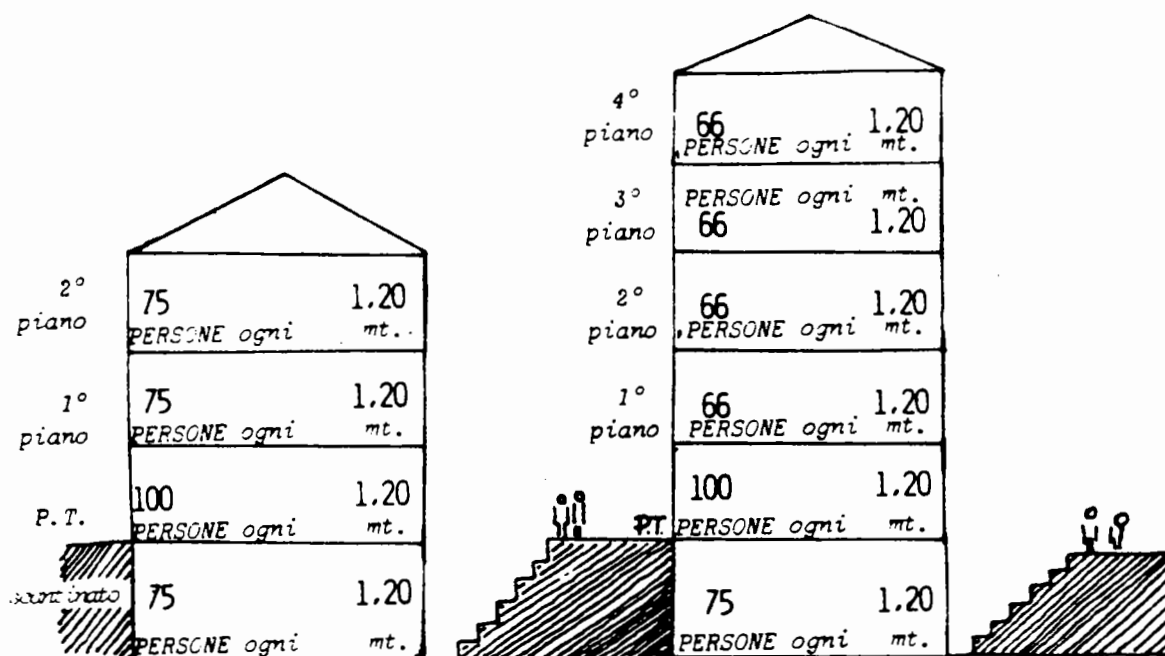 2°
piano
75 1.20
PERSONE ogni mt.
1°
piano
75 1.20
PERSONE ogni mt.
P.T.
100 1.20
PERSONE ogni mt.
75 1.20
PERSONE ogni mt.
4°
piano
66 1.20
PERSONE ogni mt.
3°
piano
PERSONE ogni mt.
66 1.20
2°
piano
66 1.20
PERSONE ogni mt.
1°
piano
66 1.20
PERSONE ogni mt.
P.T.
100 1.20
PERSONE ogni mt.
75 1.20
PERSONE ogni mt.